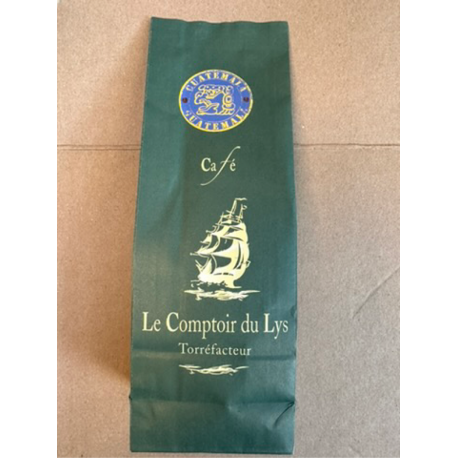 GUATEMALA
GUATEMALA
Café
Le Comptoir du Lys
Torréfacteur